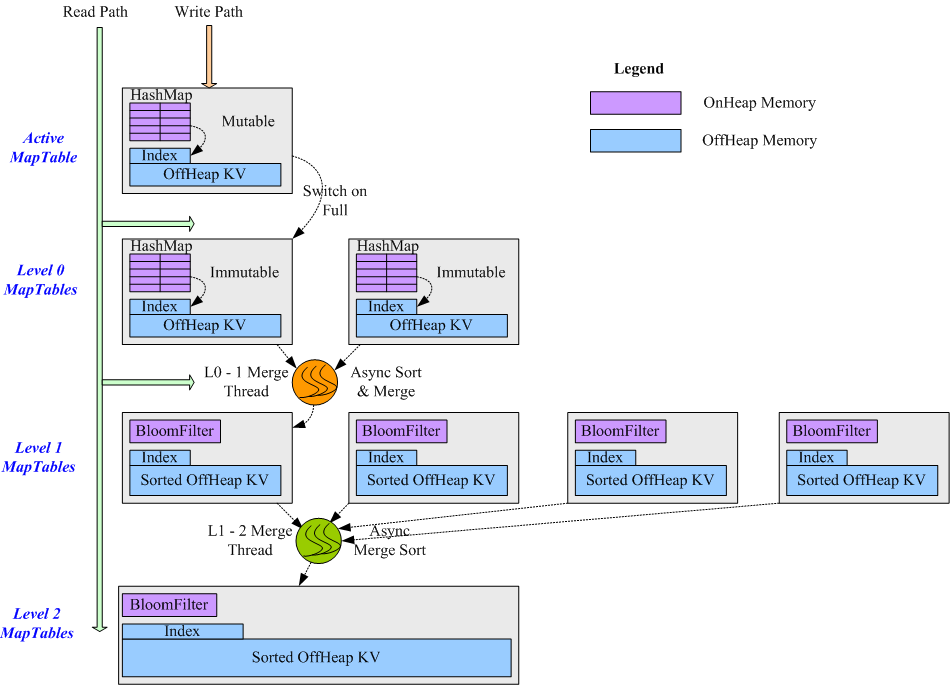 Read Path
Write Path
Legend
OnHeap Memory
OffHeap Memory
Active
MapTable
HashMap
Mutable
Index
OffHeap KV
Switch on
Full
Level 0
MapTables
HashMap
Immutable
Index
OffHeap KV
HashMap
Immutable
Index
OffHeap KV
L0 - 1 Merge
Thread
Async Sort
& Merge
Level 1
MapTables
BloomFilter
Index
Sorted OffHeap KV
BloomFilter
Index
Sorted OffHeap KV
BloomFilter
Index
Sorted OffHeap KV
BloomFilter
Index
Sorted OffHeap KV
L1 - 2 Merge
Thread
Async
Merge Sort
Level 2
MapTables
BloomFilter
Index
Sorted OffHeap KV